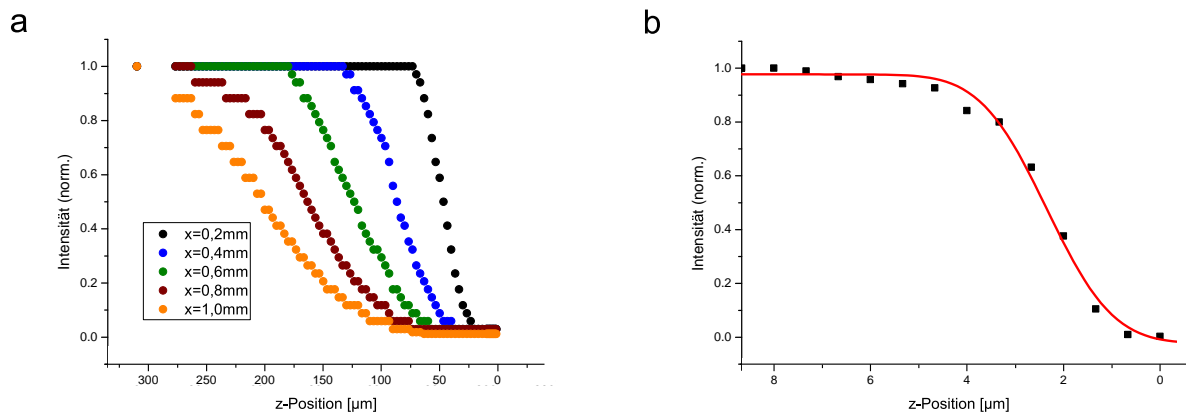 a
Intensität (norm.)
1.0
0.8
0.6
0.4
0.2
0.0
x=0,2mm
x=0,4mm
x=0,6mm
x=0,8mm
x=1,0mm
300 250 200 150 100 50 0
z-Position [µm]
b
Intensität (norm.)
1.0
0.8
0.6
0.4
0.2
0.0
8 6 4 2 0
z-Position [µm]